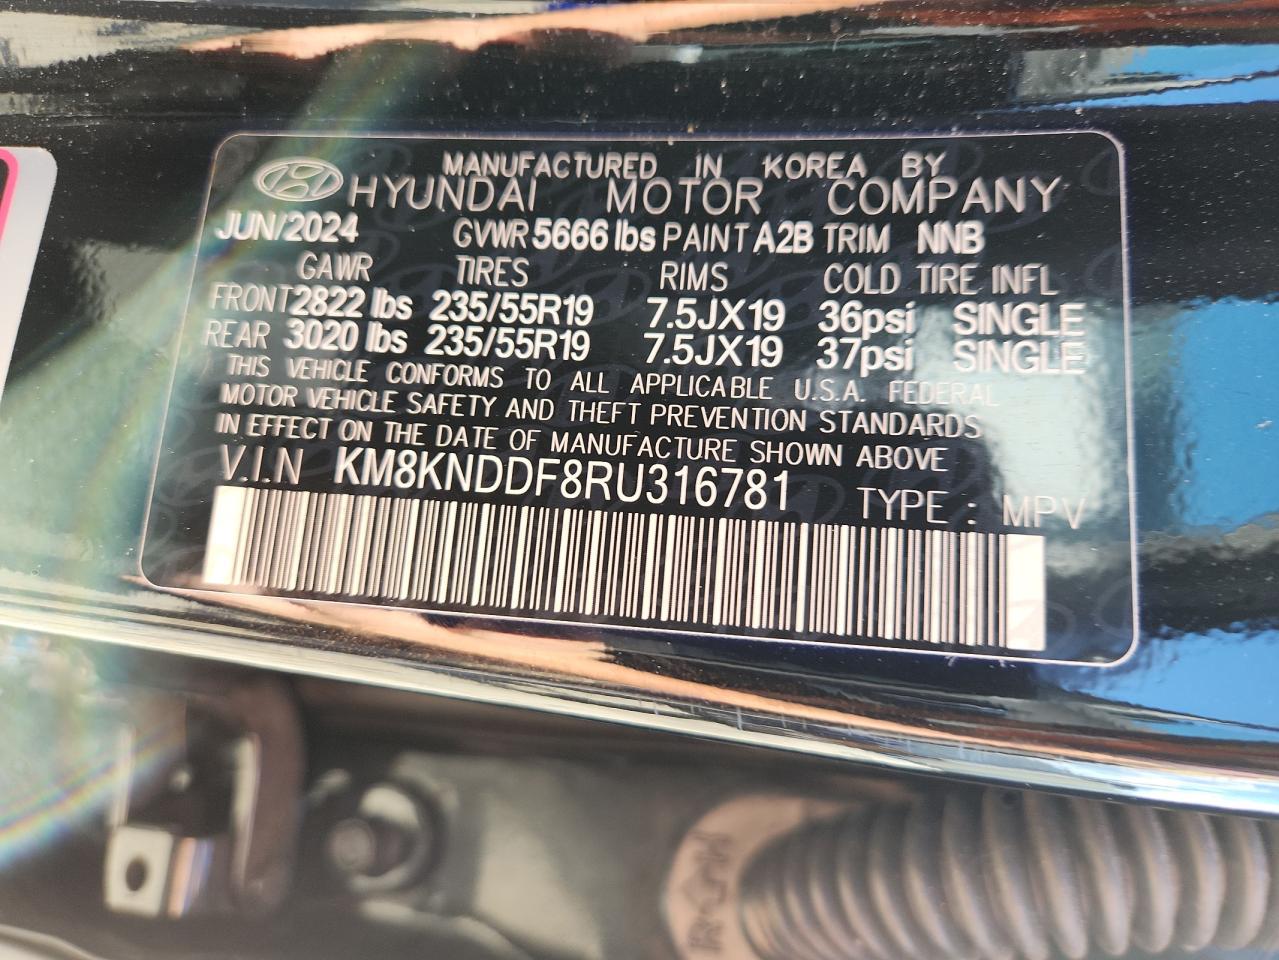 MANUFACTURED IN KOREA BY
HYUNDAI MOTOR COMPANY
JUN/2024 GVWR 5666 lbs PAINT A2B TRIM NNB
GAWR TIRES RIMS COLD TIRE INFL
FRONT 2822 lbs 235/55R19 7.5JX19 36psi SINGLE
REAR 3020 lbs 235/55R19 7.5JX19 37psi SINGLE
THIS VEHICLE CONFORMS TO ALL APPLICABLE U.S.A. FEDERAL
MOTOR VEHICLE SAFETY AND THEFT PREVENTION STANDARDS
IN EFFECT ON THE DATE OF MANUFACTURE SHOWN ABOVE
V.I.N KM8KNDDF8RU316781 TYPE : MPV